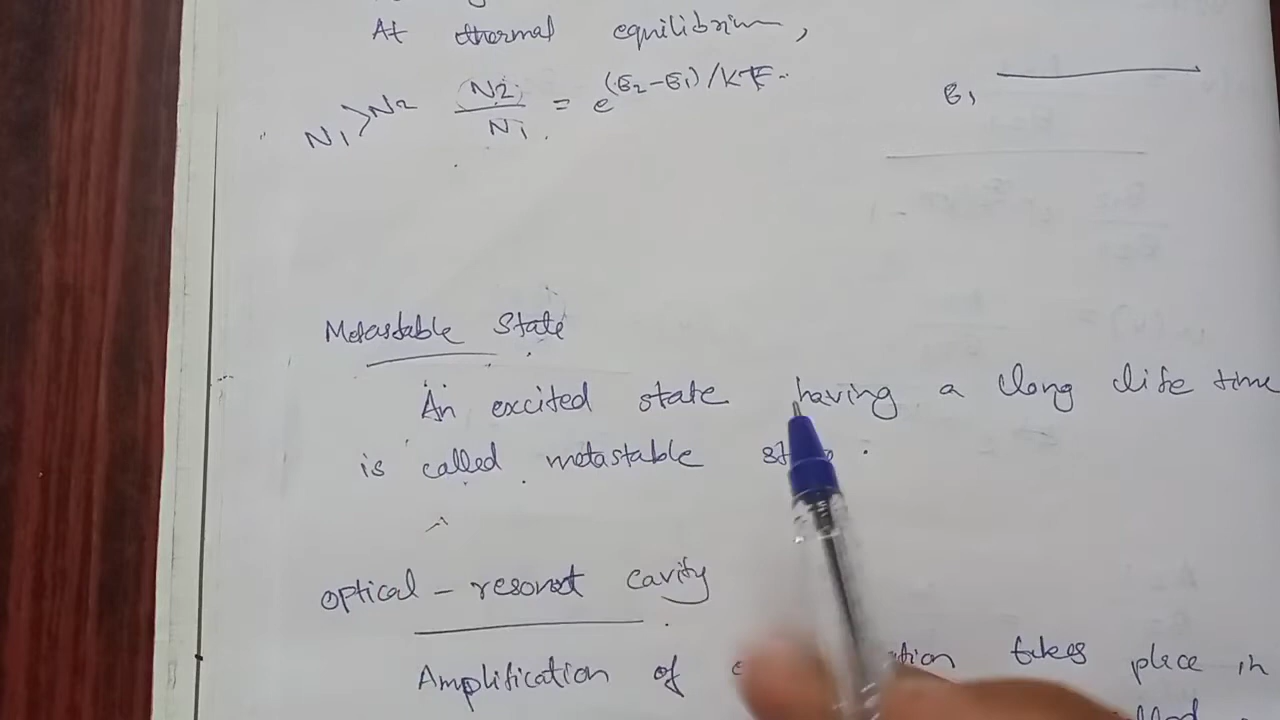 At thermal equilibrium,
N1 > N2 N2/N1 = e^(E2-E1)/KT
E1
Metastable State
An excited state having a long life time
is called metastable
optical - resonat cavity
Amplification of takes place in